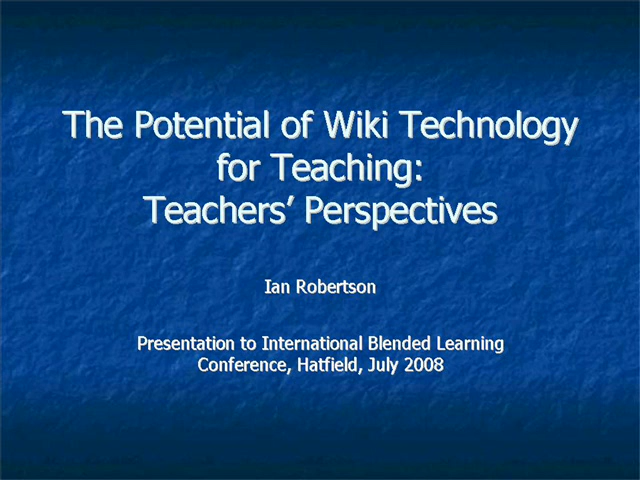 The Potential of Wiki Technology
for Teaching:
Teachers’ Perspectives
Ian Robertson
Presentation to International Blended Learning
Conference, Hatfield, July 2008